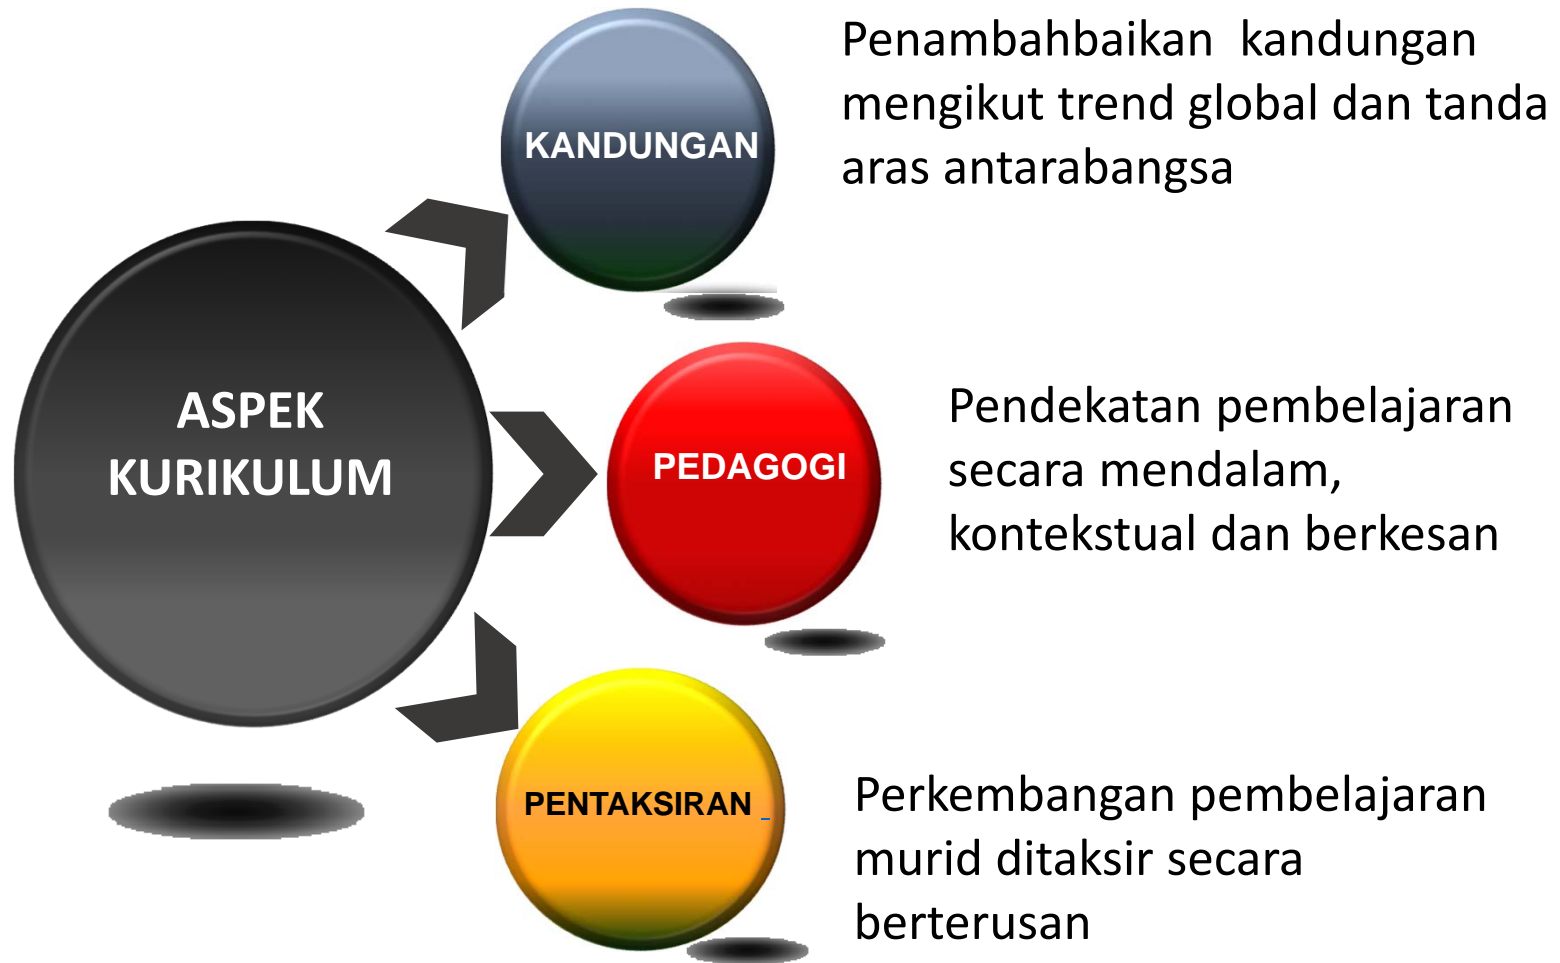 KANDUNGAN
Penambahbaikan kandungan
mengikut trend global dan tanda
aras antarabangsa
ASPEK
KURIKULUM
PEDAGOGI
Pendekatan pembelajaran
secara mendalam,
kontekstual dan berkesan
PENTAKSIRAN
Perkembangan pembelajaran
murid ditaksir secara
berterusan